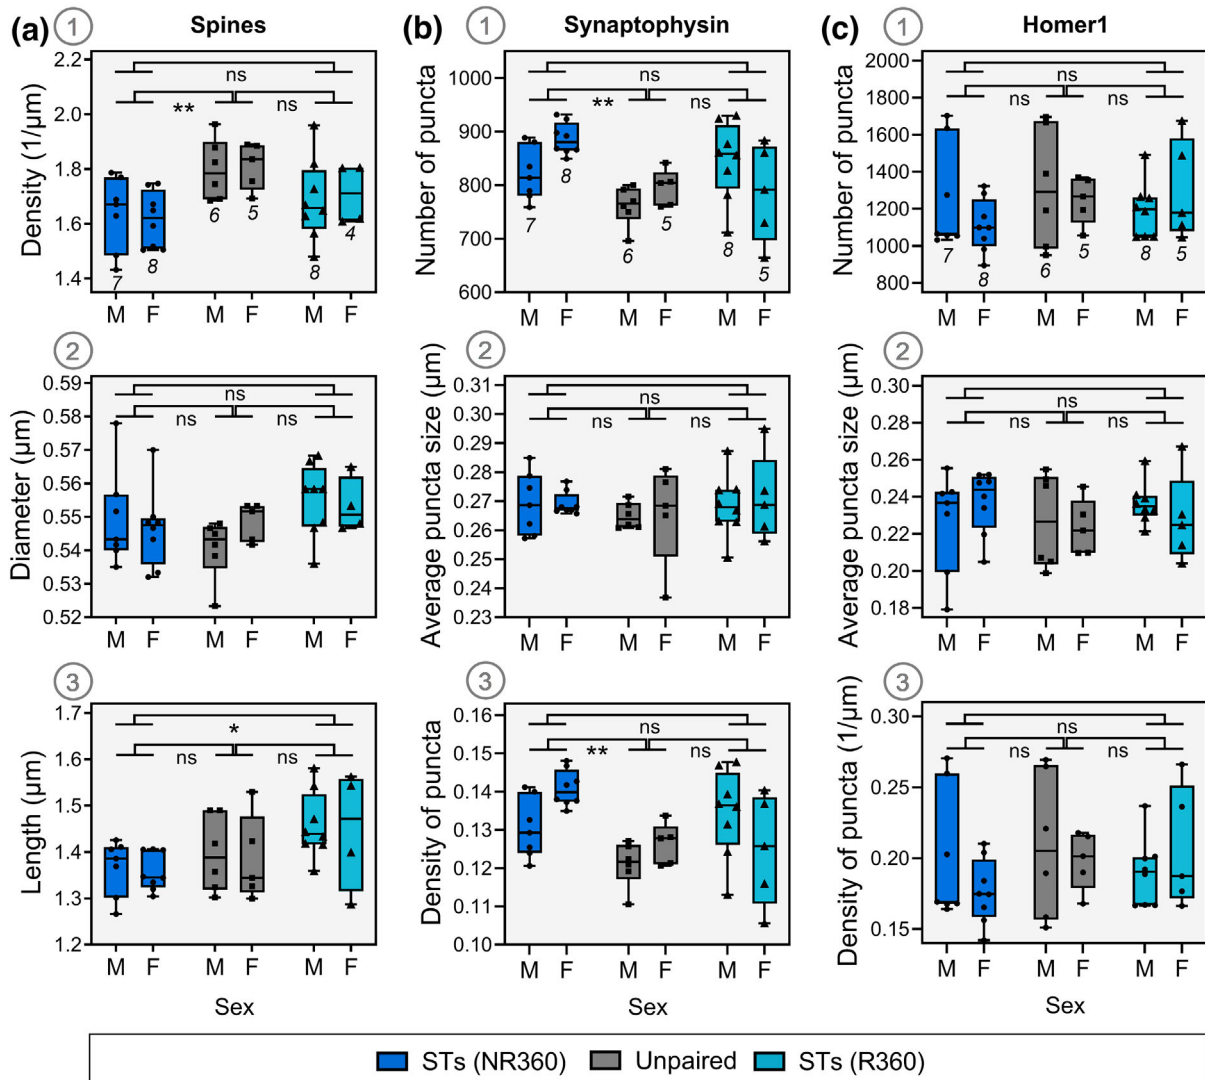 (a) 1 Spines
Density (1/µm)
2.2
2.0
1.8
1.6
1.4
ns
** ns
7 8 6 5 8 4
M F M F M F
(b) 1 Synaptophysin
Number of puncta
1000
900
800
700
600
ns
** ns
7 8 6 5 8 5
M F M F M F
(c) 1 Homer1
Number of puncta
2000
1800
1600
1400
1200
1000
800
ns
ns ns
7 8 6 5 8 5
M F M F M F
2
Diameter (µm)
0.59
0.58
0.57
0.56
0.55
0.54
0.53
0.52
ns
ns ns
M F M F M F
2
Average puncta size (µm)
0.31
0.30
0.29
0.28
0.27
0.26
0.25
0.24
0.23
ns
ns ns
M F M F M F
2
Average puncta size (µm)
0.30
0.28
0.26
0.24
0.22
0.20
0.18
ns
ns ns
M F M F M F
3
Length (µm)
1.7
1.6
1.5
1.4
1.3
1.2
*
ns ns
M F M F M F
Sex
3
Density of puncta
0.16
0.15
0.14
0.13
0.12
0.11
0.10
ns
** ns
M F M F M F
Sex
3
Density of puncta (1/µm)
0.30
0.25
0.20
0.15
ns
ns ns
M F M F M F
Sex
STs (NR360) Unpaired STs (R360)